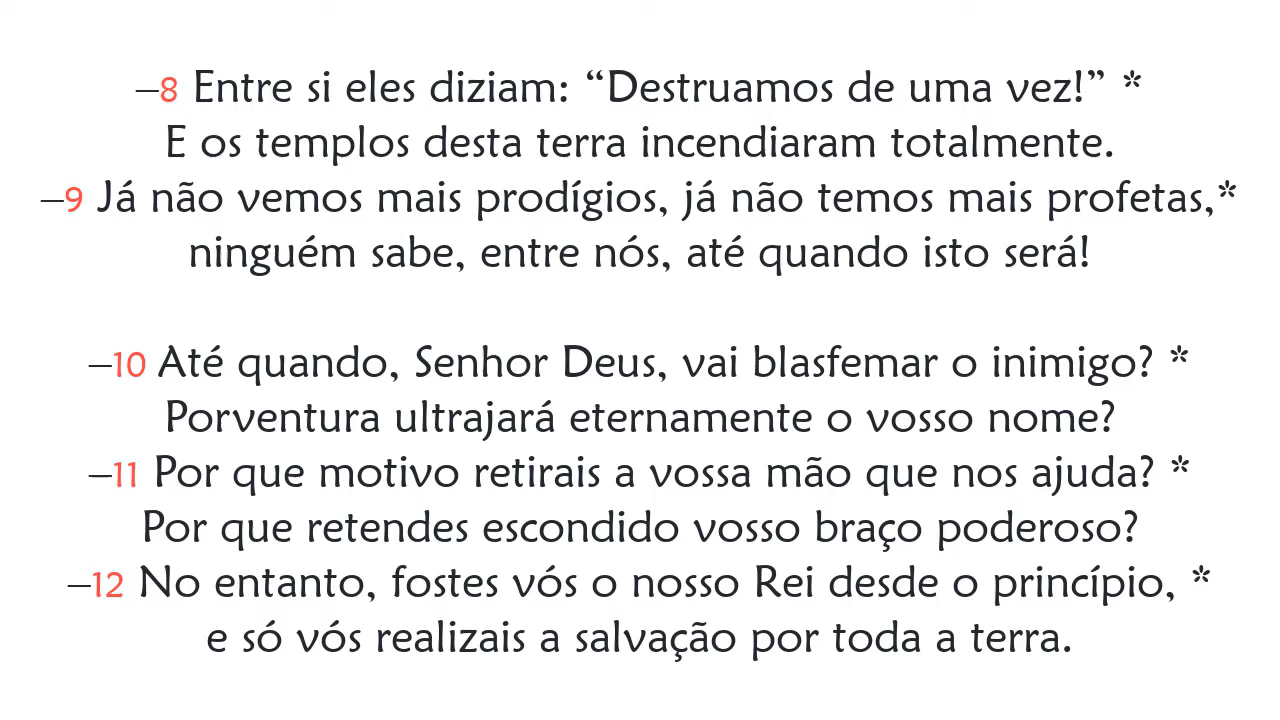 –8 Entre si eles diziam: “Destruamos de uma vez!” *
E os templos desta terra incendiaram totalmente.
–9 Já não vemos mais prodígios, já não temos mais profetas,*
ninguém sabe, entre nós, até quando isto será!
–10 Até quando, Senhor Deus, vai blasfemar o inimigo? *
Porventura ultrajará eternamente o vosso nome?
–11 Por que motivo retirais a vossa mão que nos ajuda? *
Por que retendes escondido vosso braço poderoso?
–12 No entanto, fostes vós o nosso Rei desde o princípio, *
e só vós realizais a salvação por toda a terra.